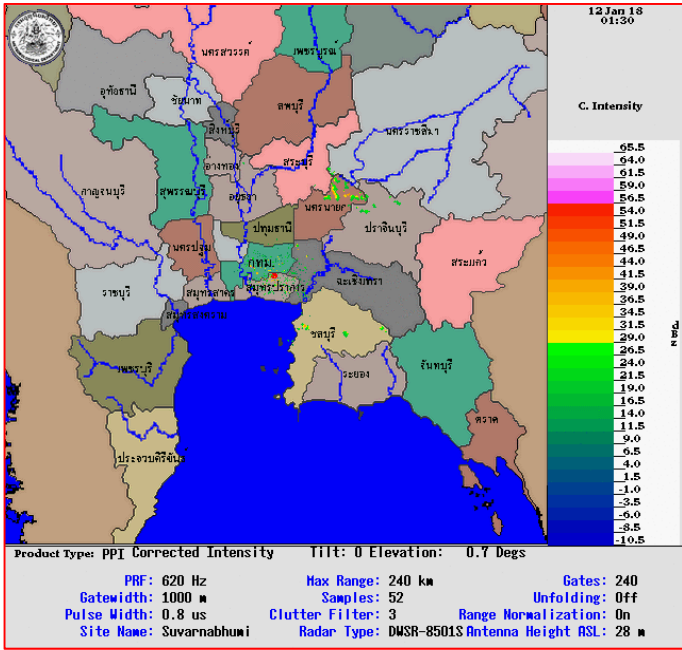 12 Jan 18
01:30
C. Intensity
นครสวรรค์
เพชรบูรณ์
อุทัยธานี
ชัยนาท
ลพบุรี
สิงห์บุรี
นครราชสีมา
อ่างทอง
สระบุรี
กาญจนบุรี
สุพรรณบุรี
อยุธยา
นครนายก
ปราจีนบุรี
ปทุมธานี
นครปฐม
สระแก้ว
กทม.
ฉะเชิงเทรา
ราชบุรี
สมุทรสาคร
สมุทรปราการ
สมุทรสงคราม
ชลบุรี
เพชรบุรี
ระยอง
จันทบุรี
ตราด
ประจวบคิรีขัน
65.5
64.0
61.5
59.0
56.5
54.0
51.5
49.0
46.5
44.0
41.5
39.0
36.5
34.0
31.5
29.0
26.5
24.0
21.5
19.0
16.5
14.0
11.5
9.0
6.5
4.0
1.5
-1.0
-3.5
-6.0
-8.5
-10.5
Product Type: PPI Corrected Intensity Tilt: 0 Elevation: 0.7 Degs
PRF: 620 Hz Max Range: 240 km Gates: 240
Gatewidth: 1000 m Samples: 52 Unfolding: Off
Pulse Width: 0.8 us Clutter Filter: 3 Range Normalization: On
Site Name: Suvarnabhumi Radar Type: DWSR-8501S Antenna Height ASL: 28 m